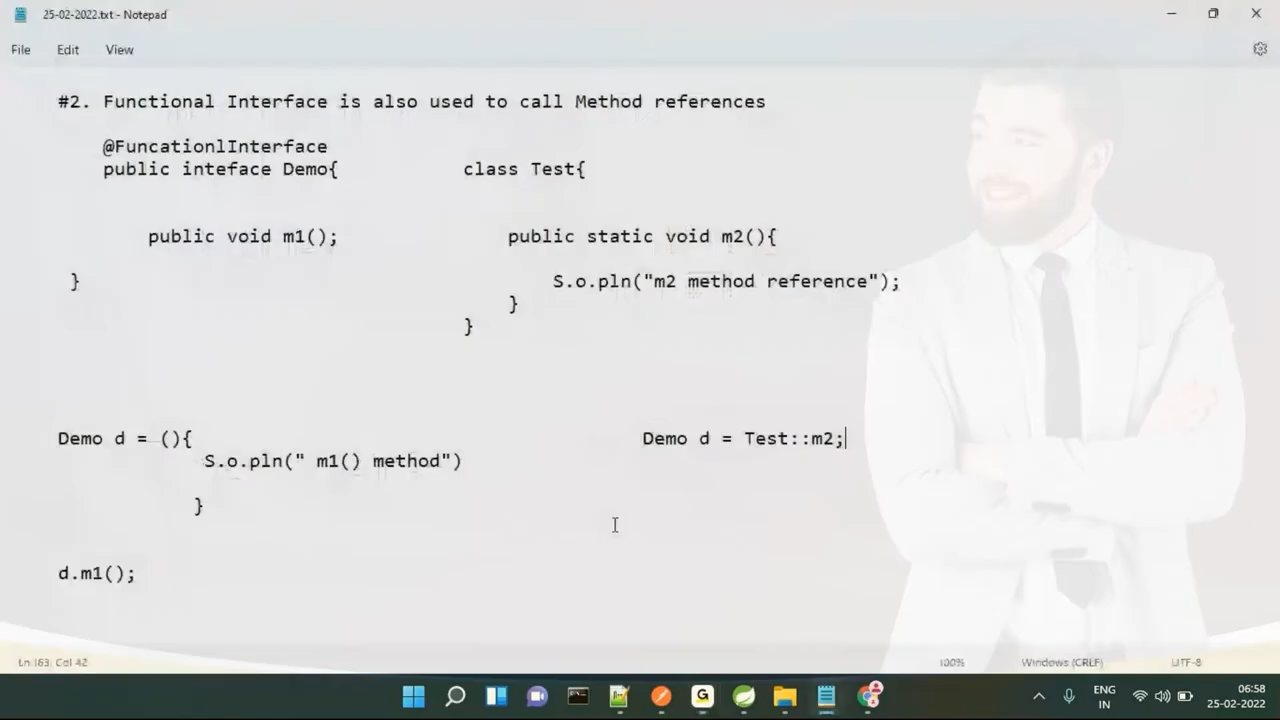 25-02-2022.txt - Notepad
File Edit View
#2. Functional Interface is also used to call Method references
@FuncationlInterface
public inteface Demo{ class Test{
public void m1(); public static void m2(){
} S.o.pln("m2 method reference");
}
}
Demo d = (){ Demo d = Test::m2;
S.o.pln(" m1() method")
}
d.m1();
Ln 163, Col 42 100% Windows (CRLF) UTF-8
ENG 06:58
IN 25-02-2022